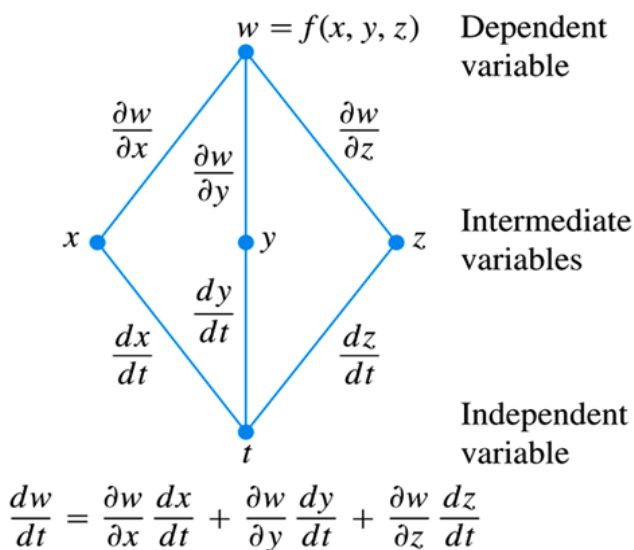 w = f(x, y, z)
Dependent
variable
∂w/∂x
∂w/∂y
∂w/∂z
x
y
z
Intermediate
variables
dx/dt
dy/dt
dz/dt
t
Independent
variable
dw/dt = ∂w/∂x dx/dt + ∂w/∂y dy/dt + ∂w/∂z dz/dt